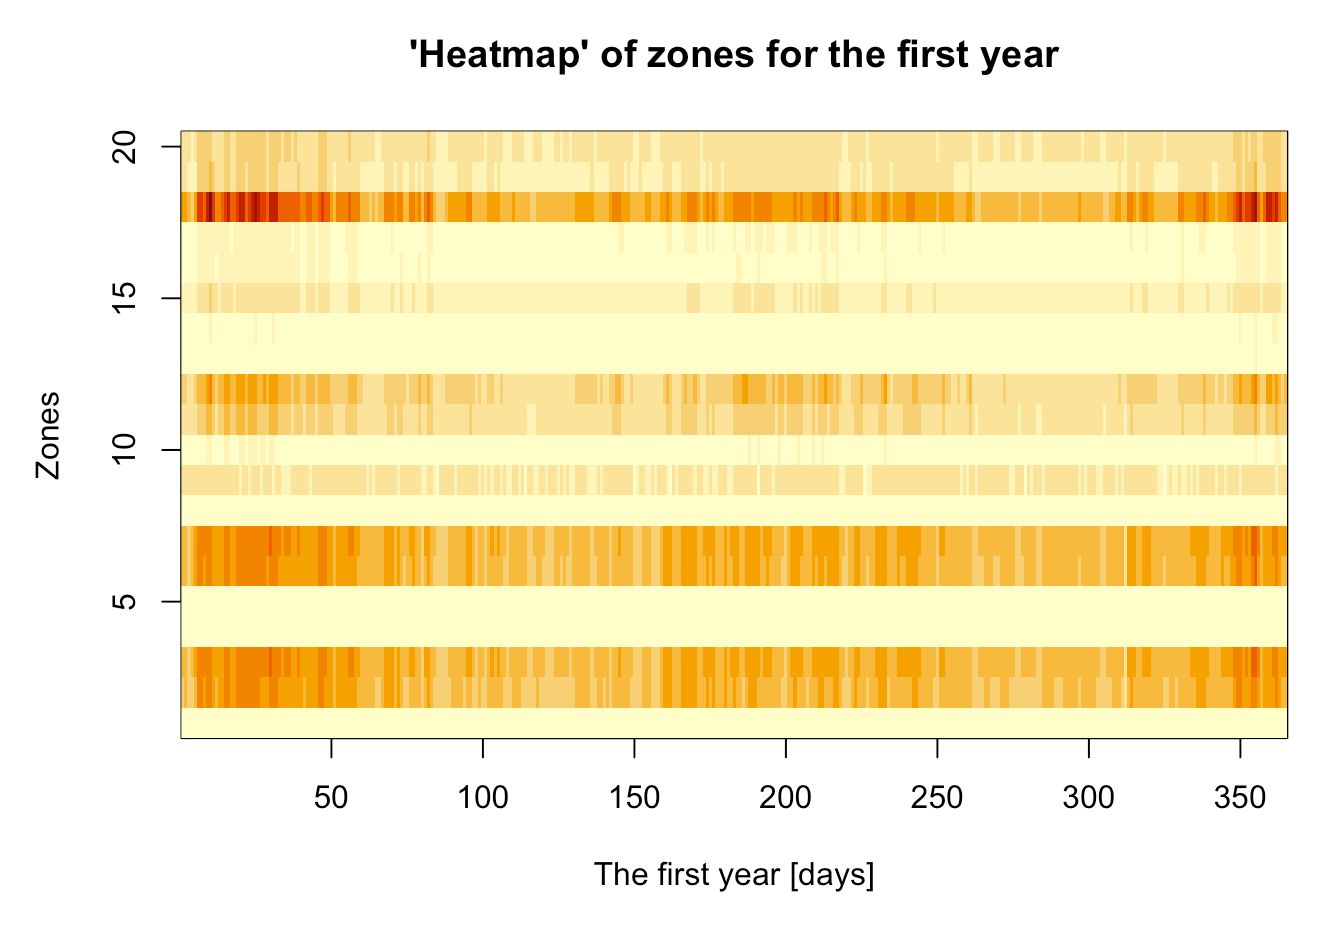 'Heatmap' of zones for the first year
20
15
10
5
Zones
50 100 150 200 250 300 350
The first year [days]